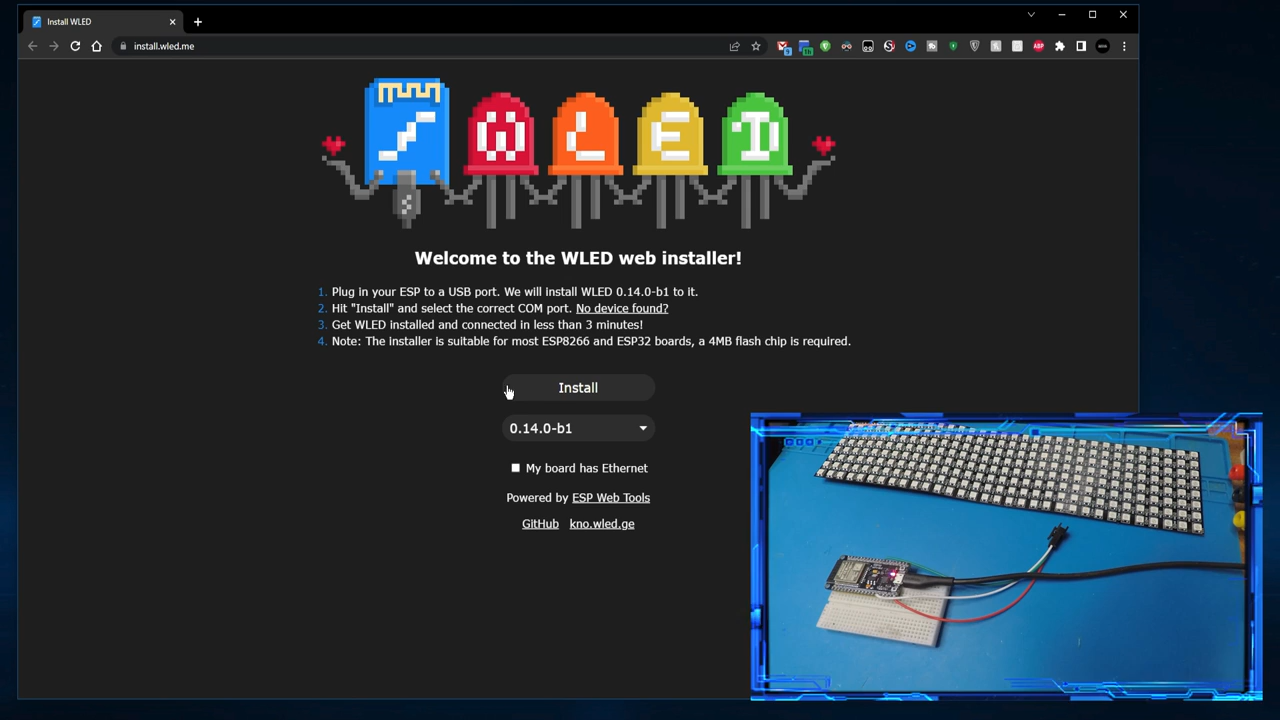 Install WLED
install.wled.me
WLED
Welcome to the WLED web installer!
1. Plug in your ESP to a USB port. We will install WLED 0.14.0-b1 to it.
2. Hit "Install" and select the correct COM port. No device found?
3. Get WLED installed and connected in less than 3 minutes!
4. Note: The installer is suitable for most ESP8266 and ESP32 boards, a 4MB flash chip is required.
Install
0.14.0-b1
My board has Ethernet
Powered by ESP Web Tools
GitHub kno.wled.ge